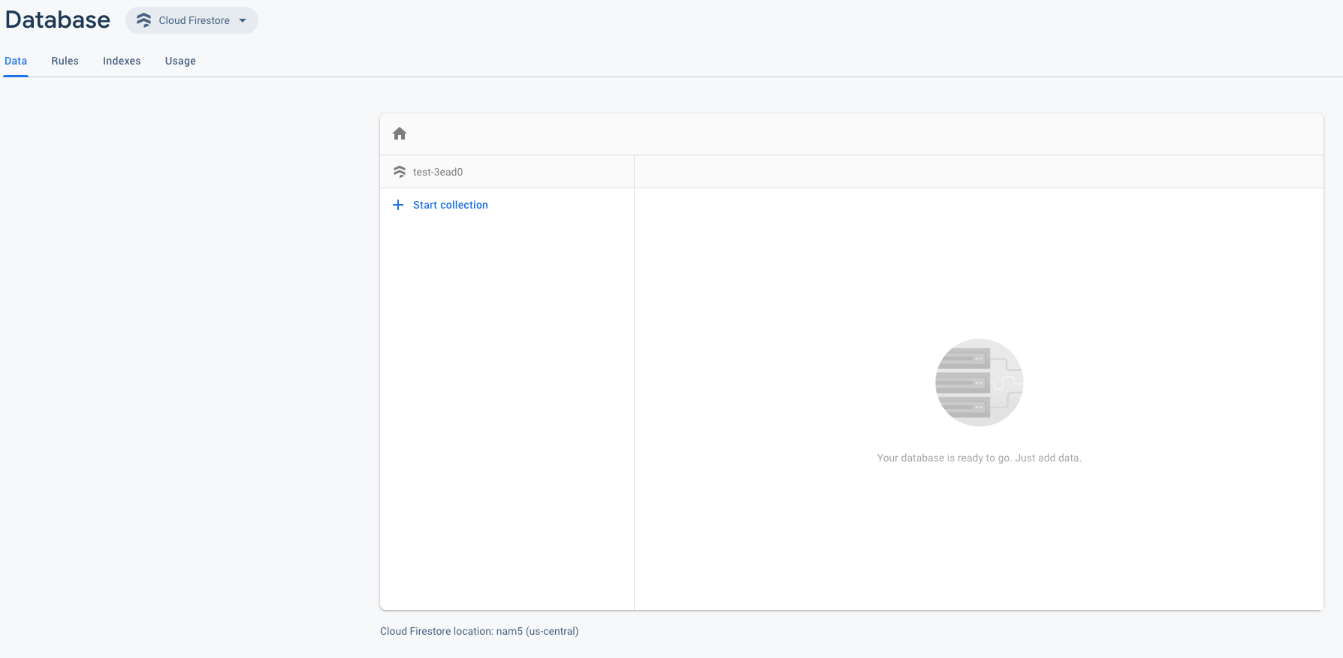 Database Cloud Firestore
Data Rules Indexes Usage
test-3ead0
Start collection
Your database is ready to go. Just add data.
Cloud Firestore location: nam5 (us-central)